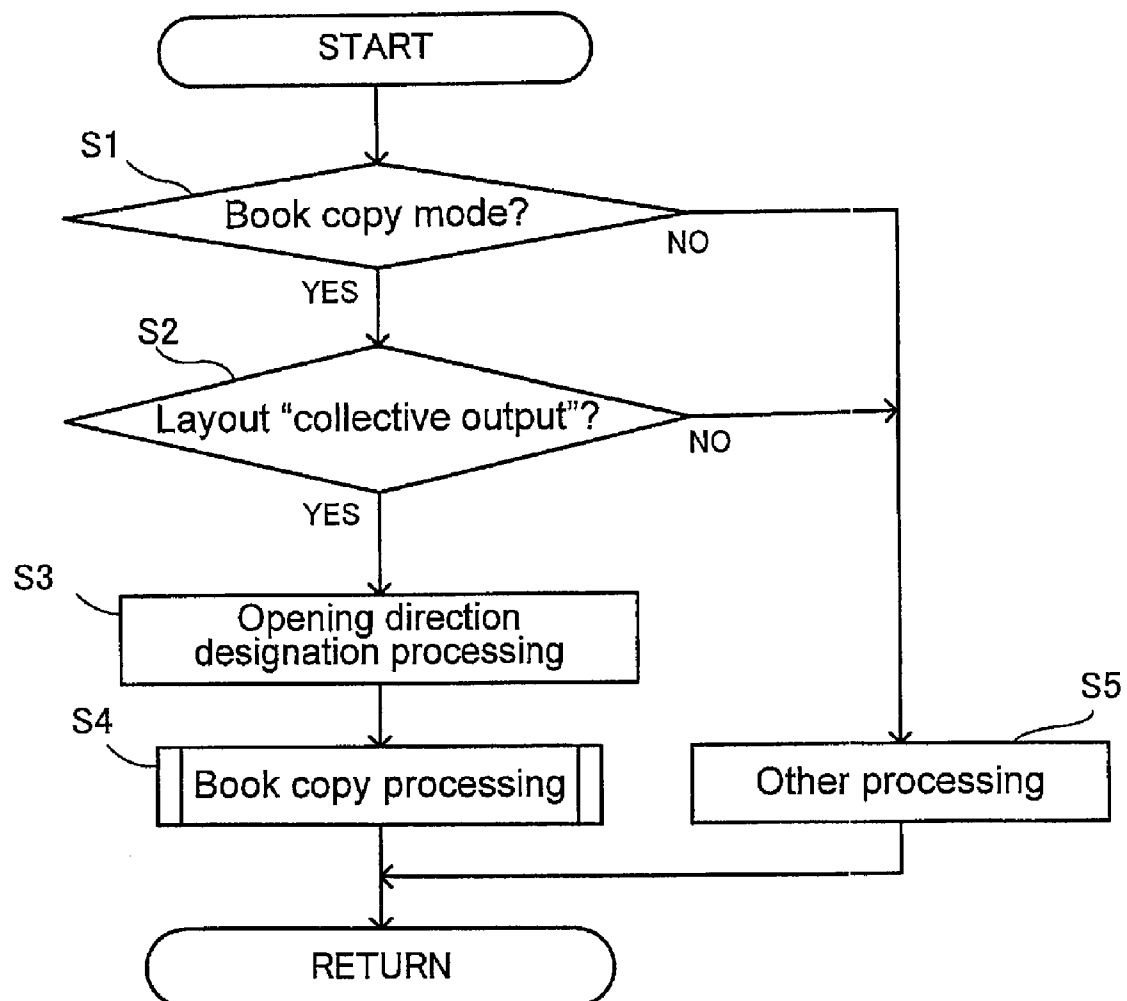 START
S1
Book copy mode?
NO
YES
S2
Layout “collective output”?
NO
YES
S3
Opening direction
designation processing
S4
Book copy processing
S5
Other processing
RETURN